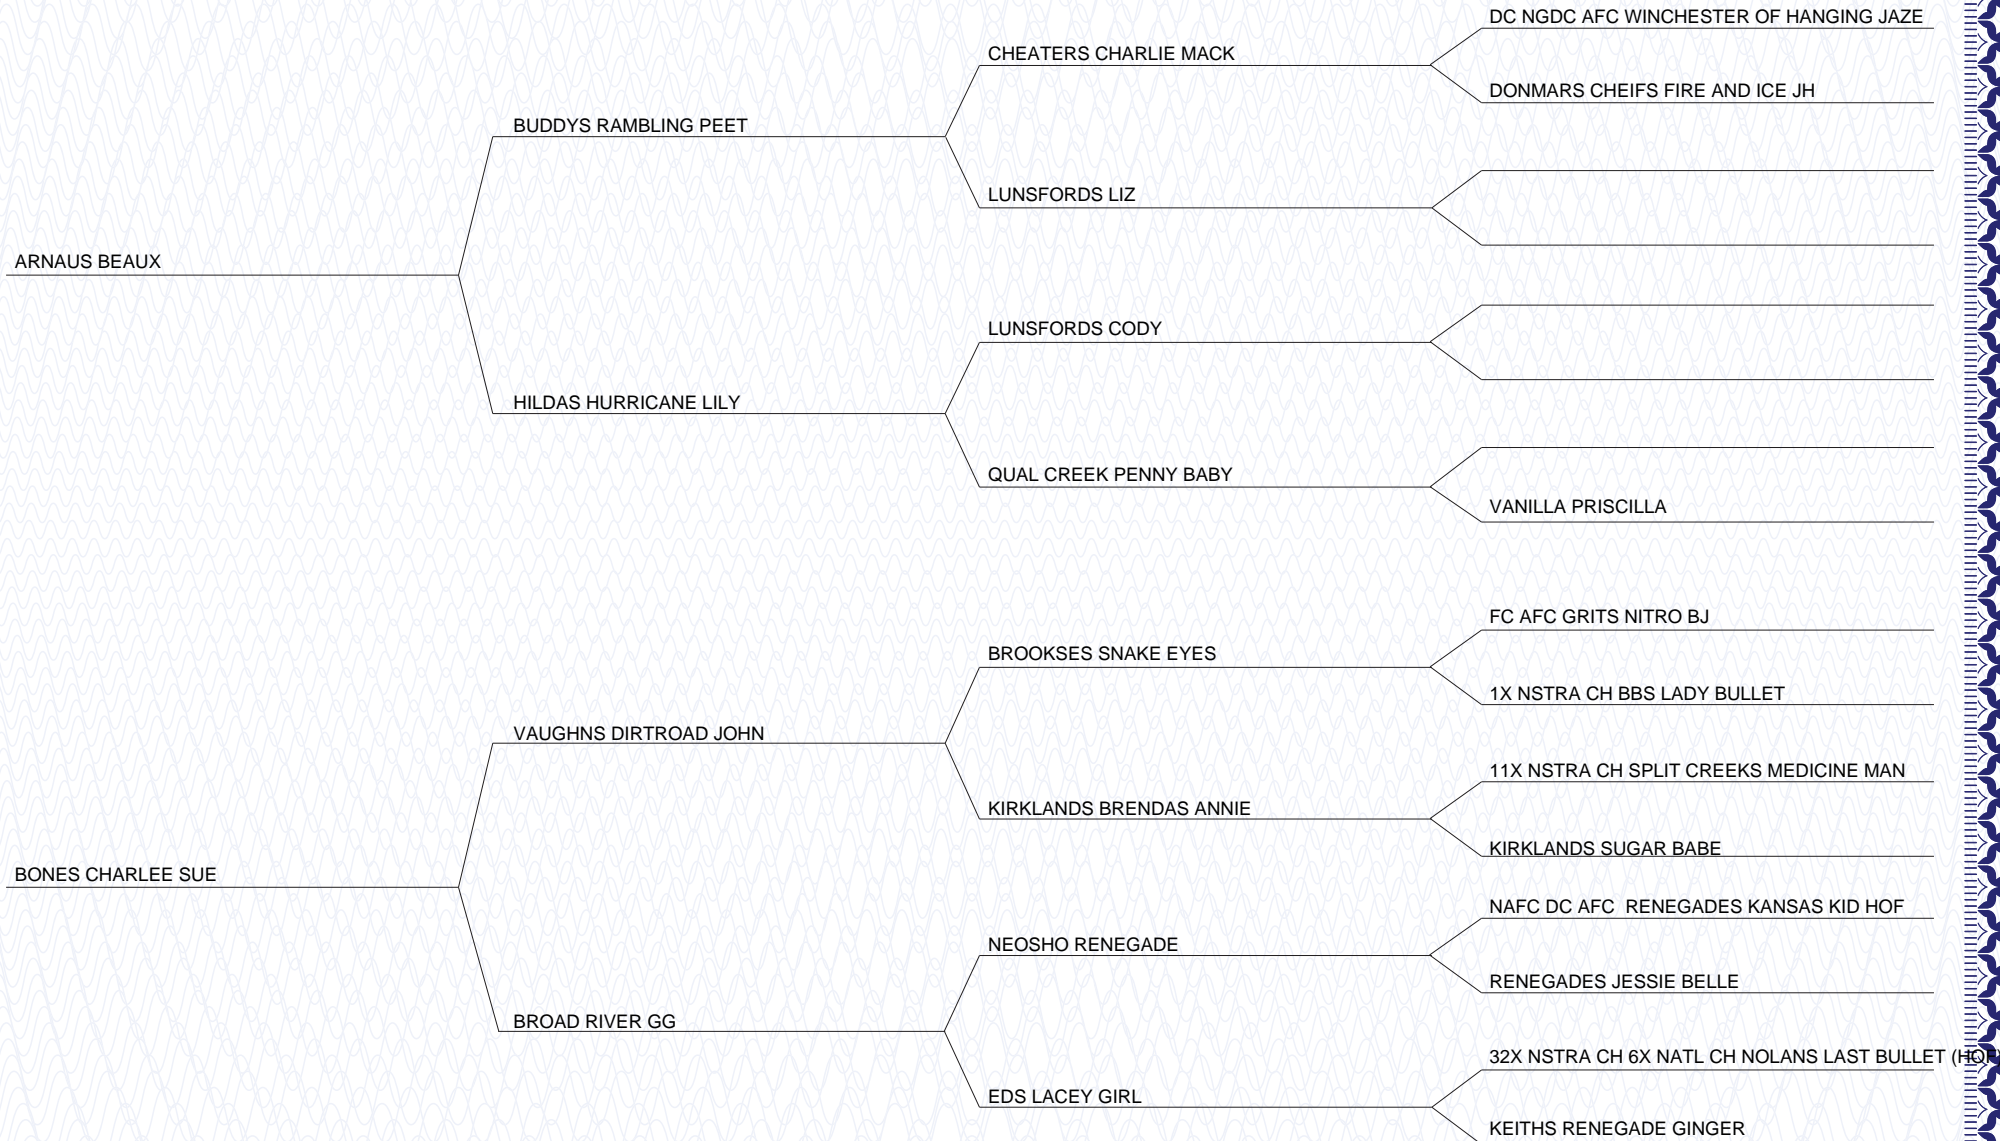 DC NGDC AFC WINCHESTER OF HANGING JAZE
CHEATERS CHARLIE MACK
DONMARS CHEIFS FIRE AND ICE JH
BUDDYS RAMBLING PEET
LUNSFORDS LIZ
ARNAUS BEAUX
LUNSFORDS CODY
HILDAS HURRICANE LILY
QUAL CREEK PENNY BABY
VANILLA PRISCILLA
FC AFC GRITS NITRO BJ
BROOKSES SNAKE EYES
1X NSTRA CH BBS LADY BULLET
VAUGHNS DIRTROAD JOHN
11X NSTRA CH SPLIT CREEKS MEDICINE MAN
KIRKLANDS BRENDAS ANNIE
KIRKLANDS SUGAR BABE
BONES CHARLEE SUE
NAFC DC AFC  RENEGADES KANSAS KID HOF
NEOSHO RENEGADE
RENEGADES JESSIE BELLE
BROAD RIVER GG
32X NSTRA CH 6X NATL CH NOLANS LAST BULLET (HOF
EDS LACEY GIRL
KEITHS RENEGADE GINGER